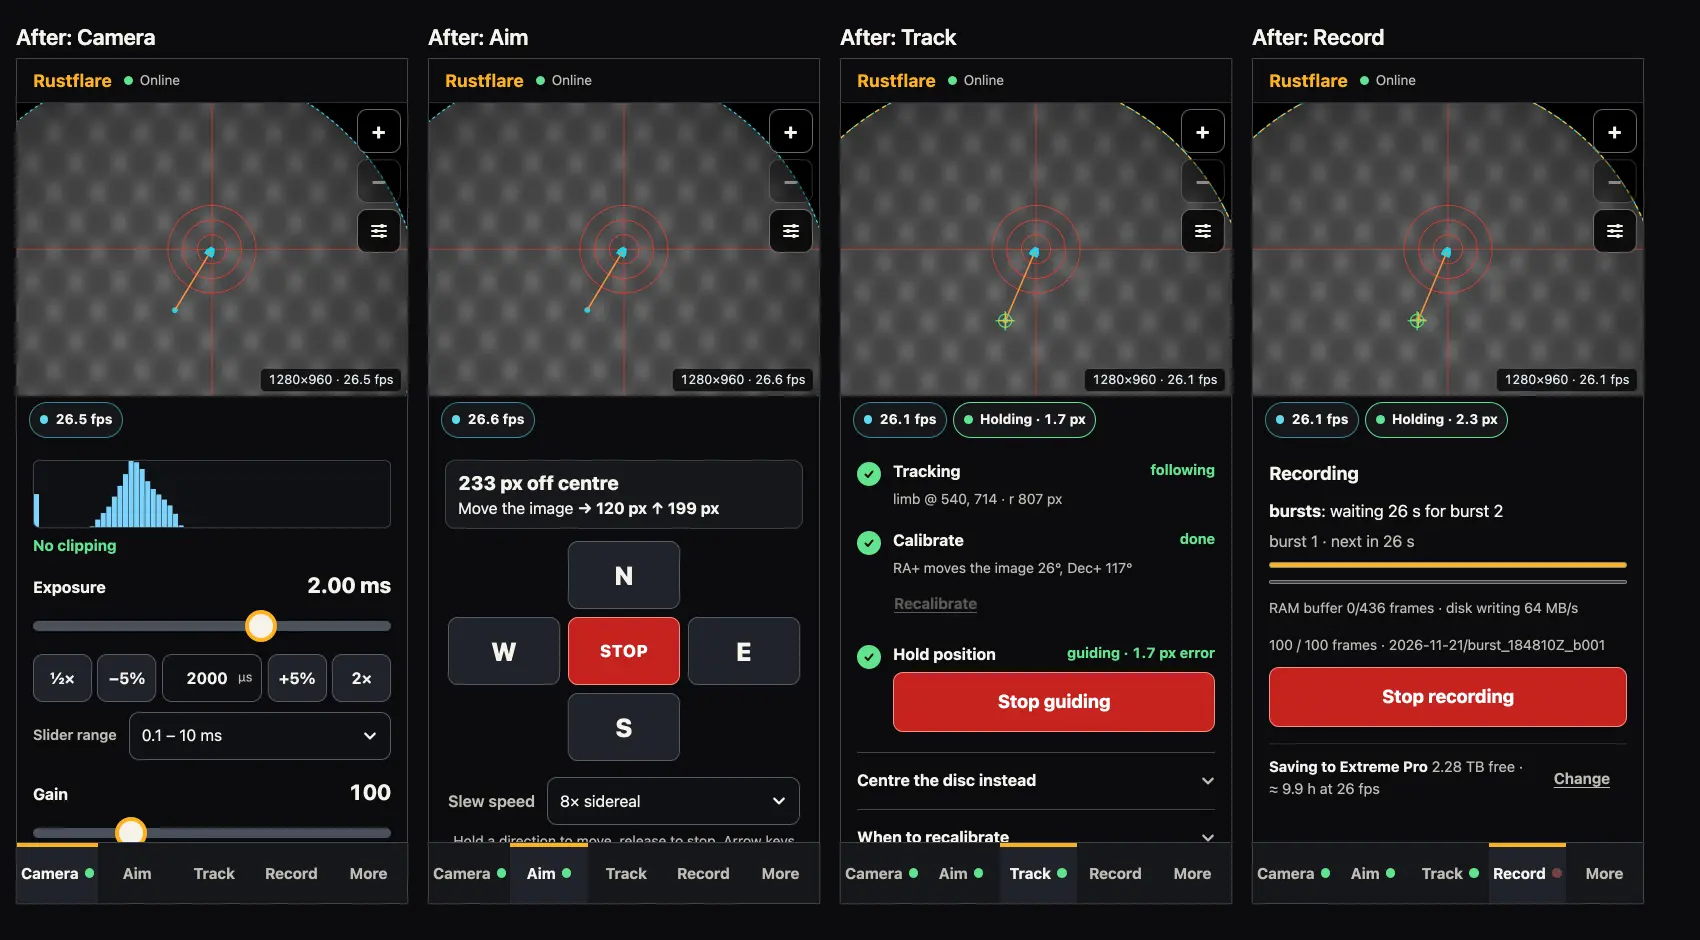 After: Camera
Rustflare Online
+
−
1280×960 · 26.5 fps
26.5 fps
No clipping
Exposure 2.00 ms
½× −5% 2000 µs +5% 2×
Slider range 0.1 – 10 ms
Gain 100
Camera Aim Track Record More
After: Aim
Rustflare Online
+
−
1280×960 · 26.6 fps
26.6 fps
233 px off centre
Move the image → 120 px ↑ 199 px
N
W STOP E
S
Slew speed 8× sidereal
Hold a direction to move, release to stop. Arrow keys
Camera Aim Track Record More
After: Track
Rustflare Online
+
−
1280×960 · 26.1 fps
26.1 fps Holding · 1.7 px
Tracking following
limb @ 540, 714 · r 807 px
Calibrate done
RA+ moves the image 26°, Dec+ 117°
Recalibrate
Hold position guiding · 1.7 px error
Stop guiding
Centre the disc instead
When to recalibrate
Camera Aim Track Record More
After: Record
Rustflare Online
+
−
1280×960 · 26.1 fps
26.1 fps Holding · 2.3 px
Recording
bursts: waiting 26 s for burst 2
burst 1 · next in 26 s
RAM buffer 0/436 frames · disk writing 64 MB/s
100 / 100 frames · 2026-11-21/burst_184810Z_b001
Stop recording
Saving to Extreme Pro 2.28 TB free ·
≈ 9.9 h at 26 fps
Change
Camera Aim Track Record More